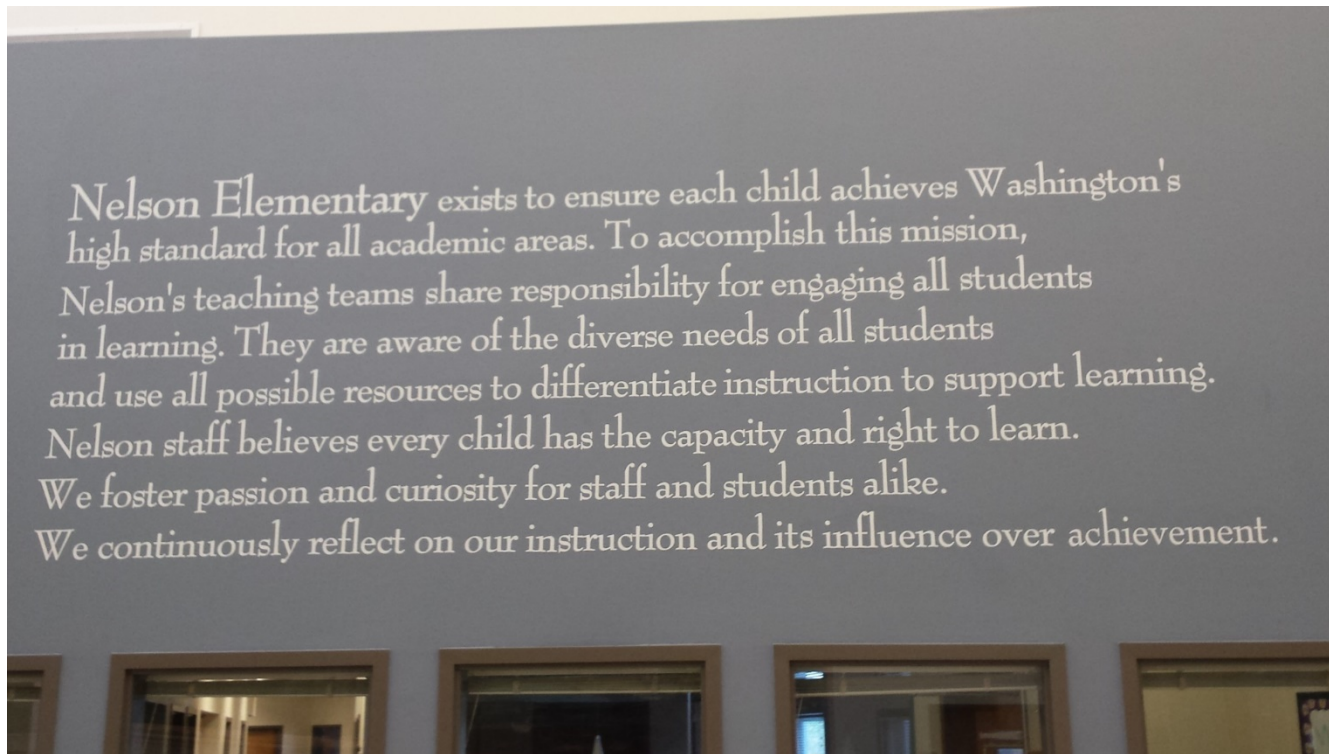 Nelson Elementary exists to ensure each child achieves Washington's
high standard for all academic areas. To accomplish this mission,
Nelson's teaching teams share responsibility for engaging all students
in learning. They are aware of the diverse needs of all students
and use all possible resources to differentiate instruction to support learning.
Nelson staff believes every child has the capacity and right to learn.
We foster passion and curiosity for staff and students alike.
We continuously reflect on our instruction and its influence over achievement.